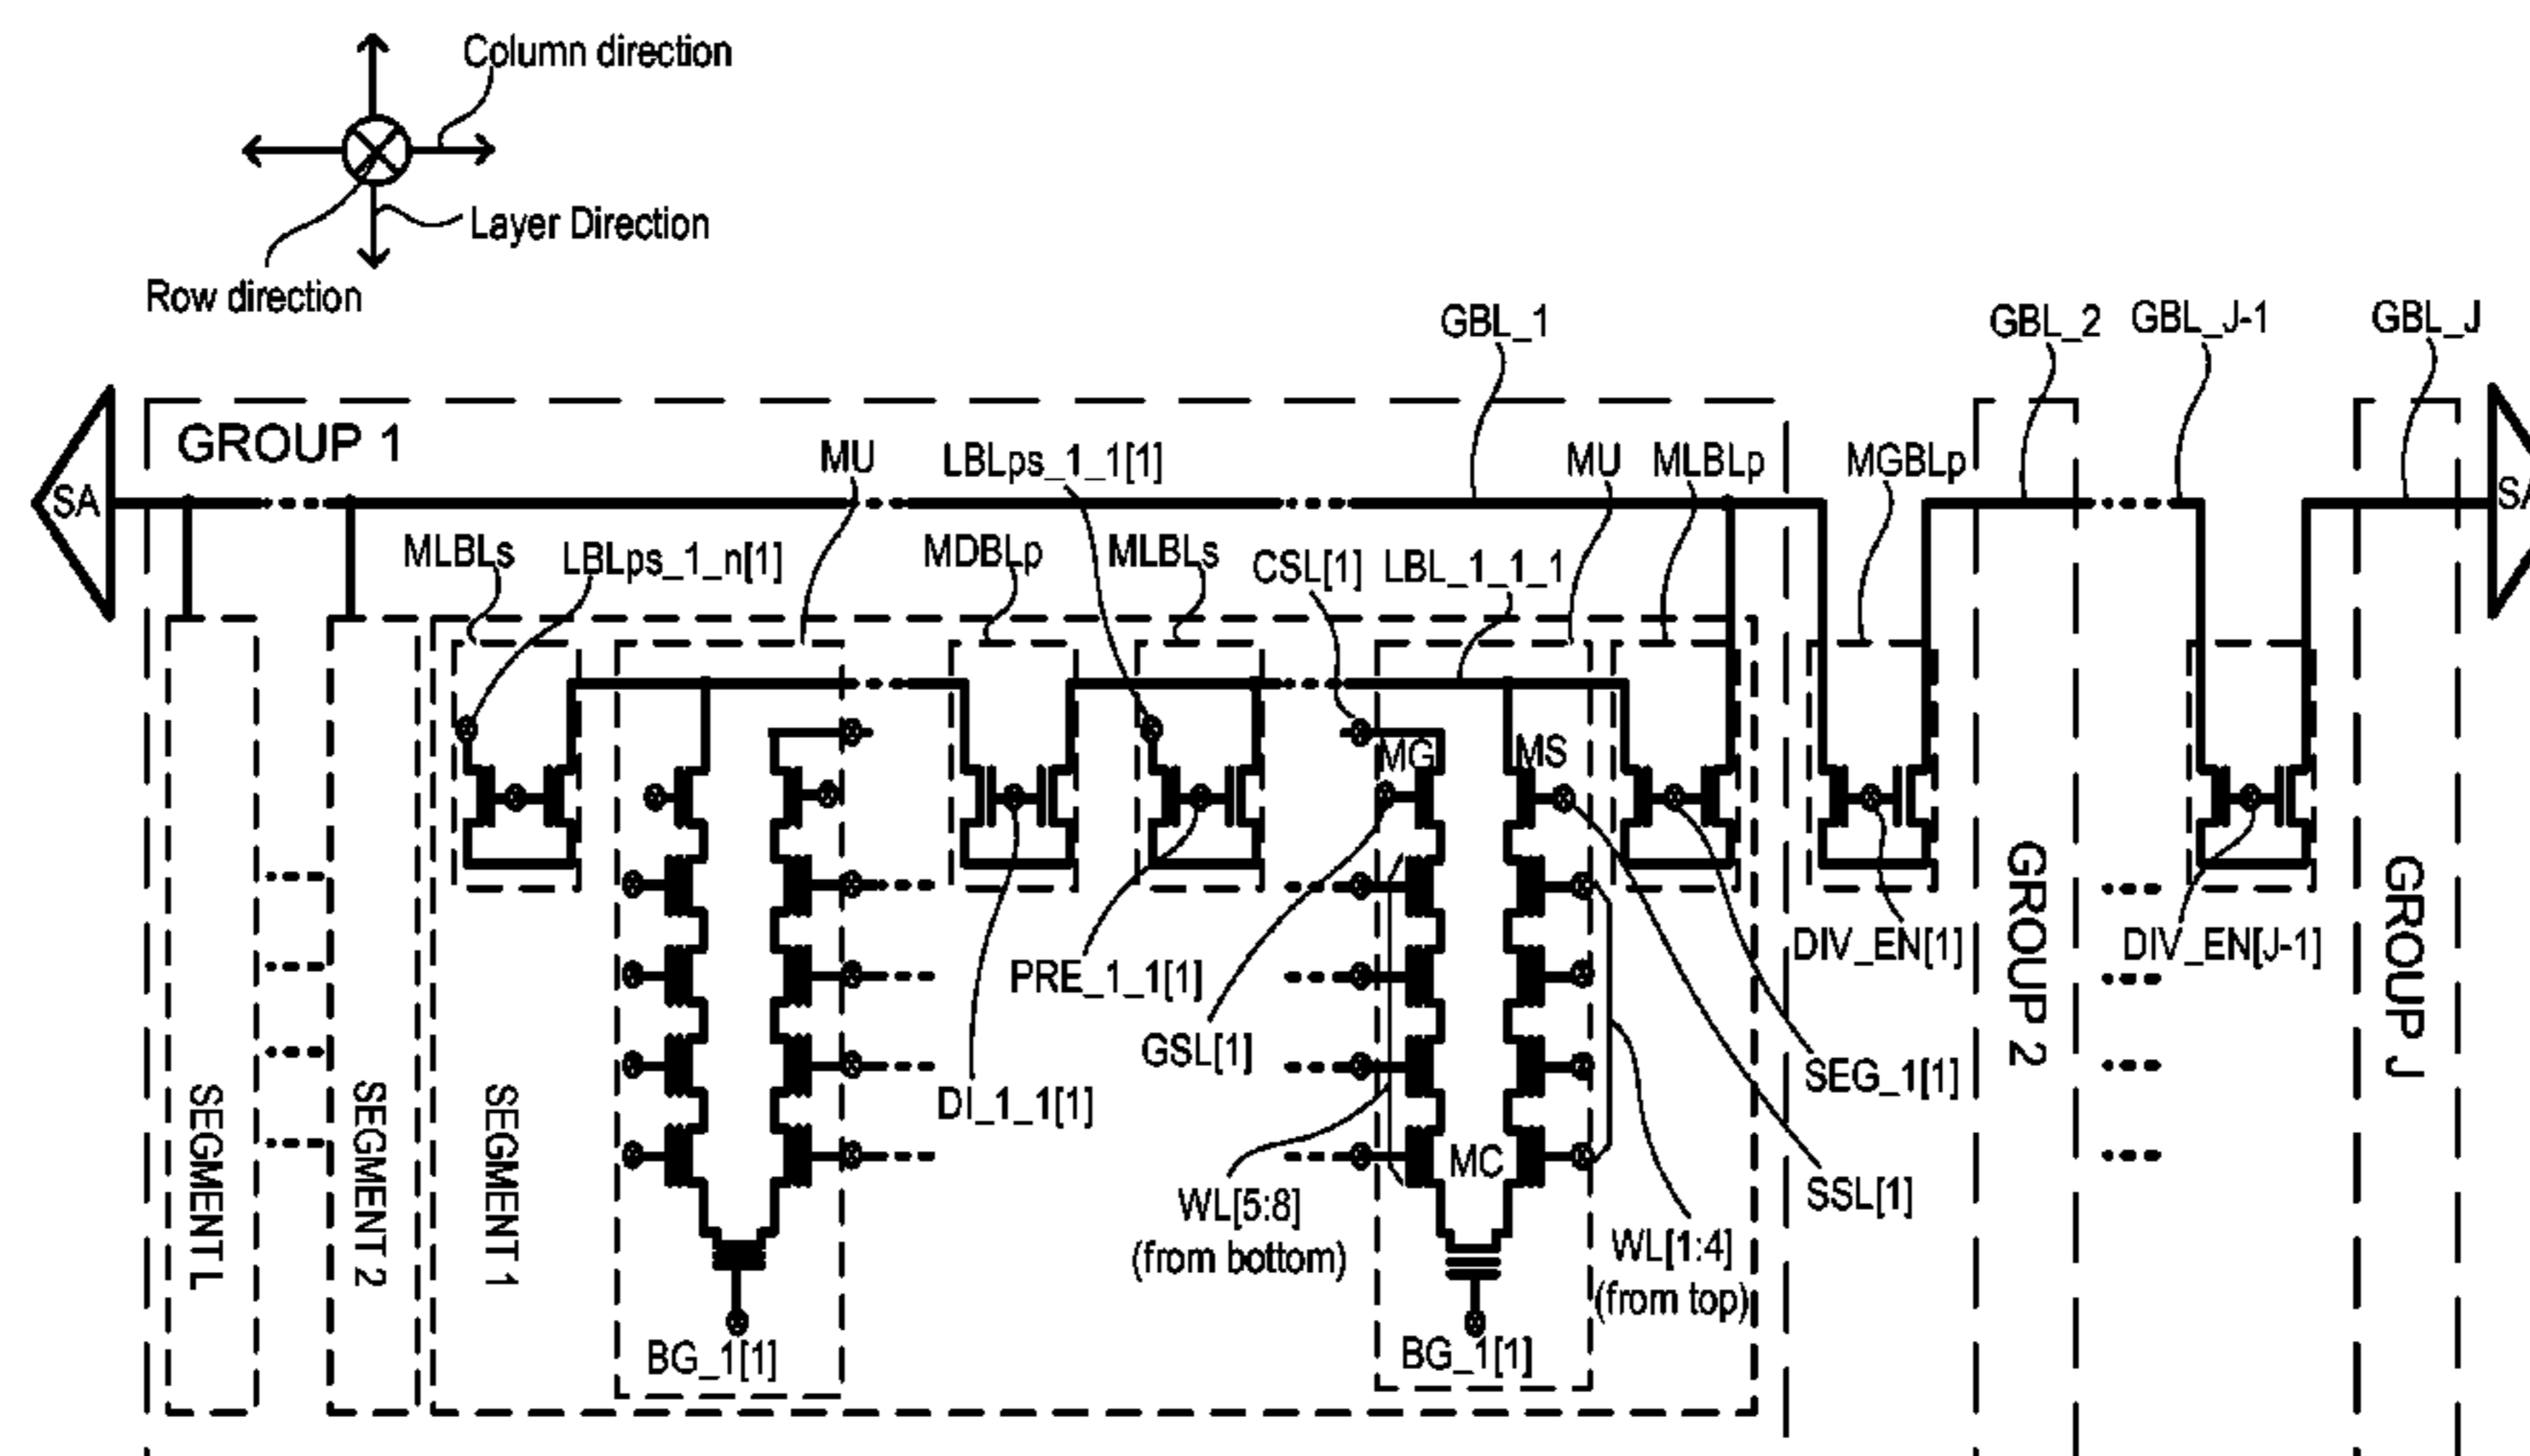 Column direction
Layer Direction
Row direction
GBL_1
GBL_2
GBL_J-1
GBL_J
GROUP 1
MU
LBLps_1_1[1]
MU
MLBLp
MGBLp
SA
MLBLs
LBLps_1_n[1]
MDBLp
MLBLs
CSL[1]
LBL_1_1_1
MG
MS
PRE_1_1[1]
DIV_EN[1]
DIV_EN[J-1]
GSL[1]
DI_1_1[1]
SEG_1[1]
GROUP 2
GROUP J
SEGMENT L
SEGMENT 2
SEGMENT 1
MC
WL[5:8]
(from bottom)
SSL[1]
WL[1:4]
(from top)
BG_1[1]
BG_1[1]